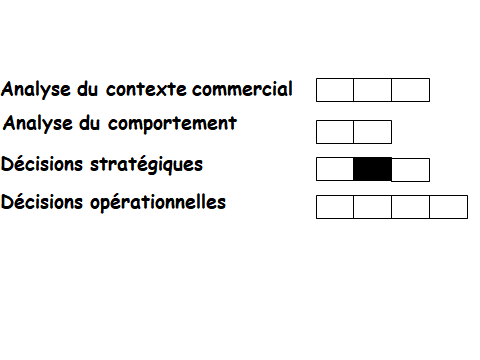 Analyse du contexte commercial
Analyse du comportement
Décisions stratégiques
Décisions opérationnelles